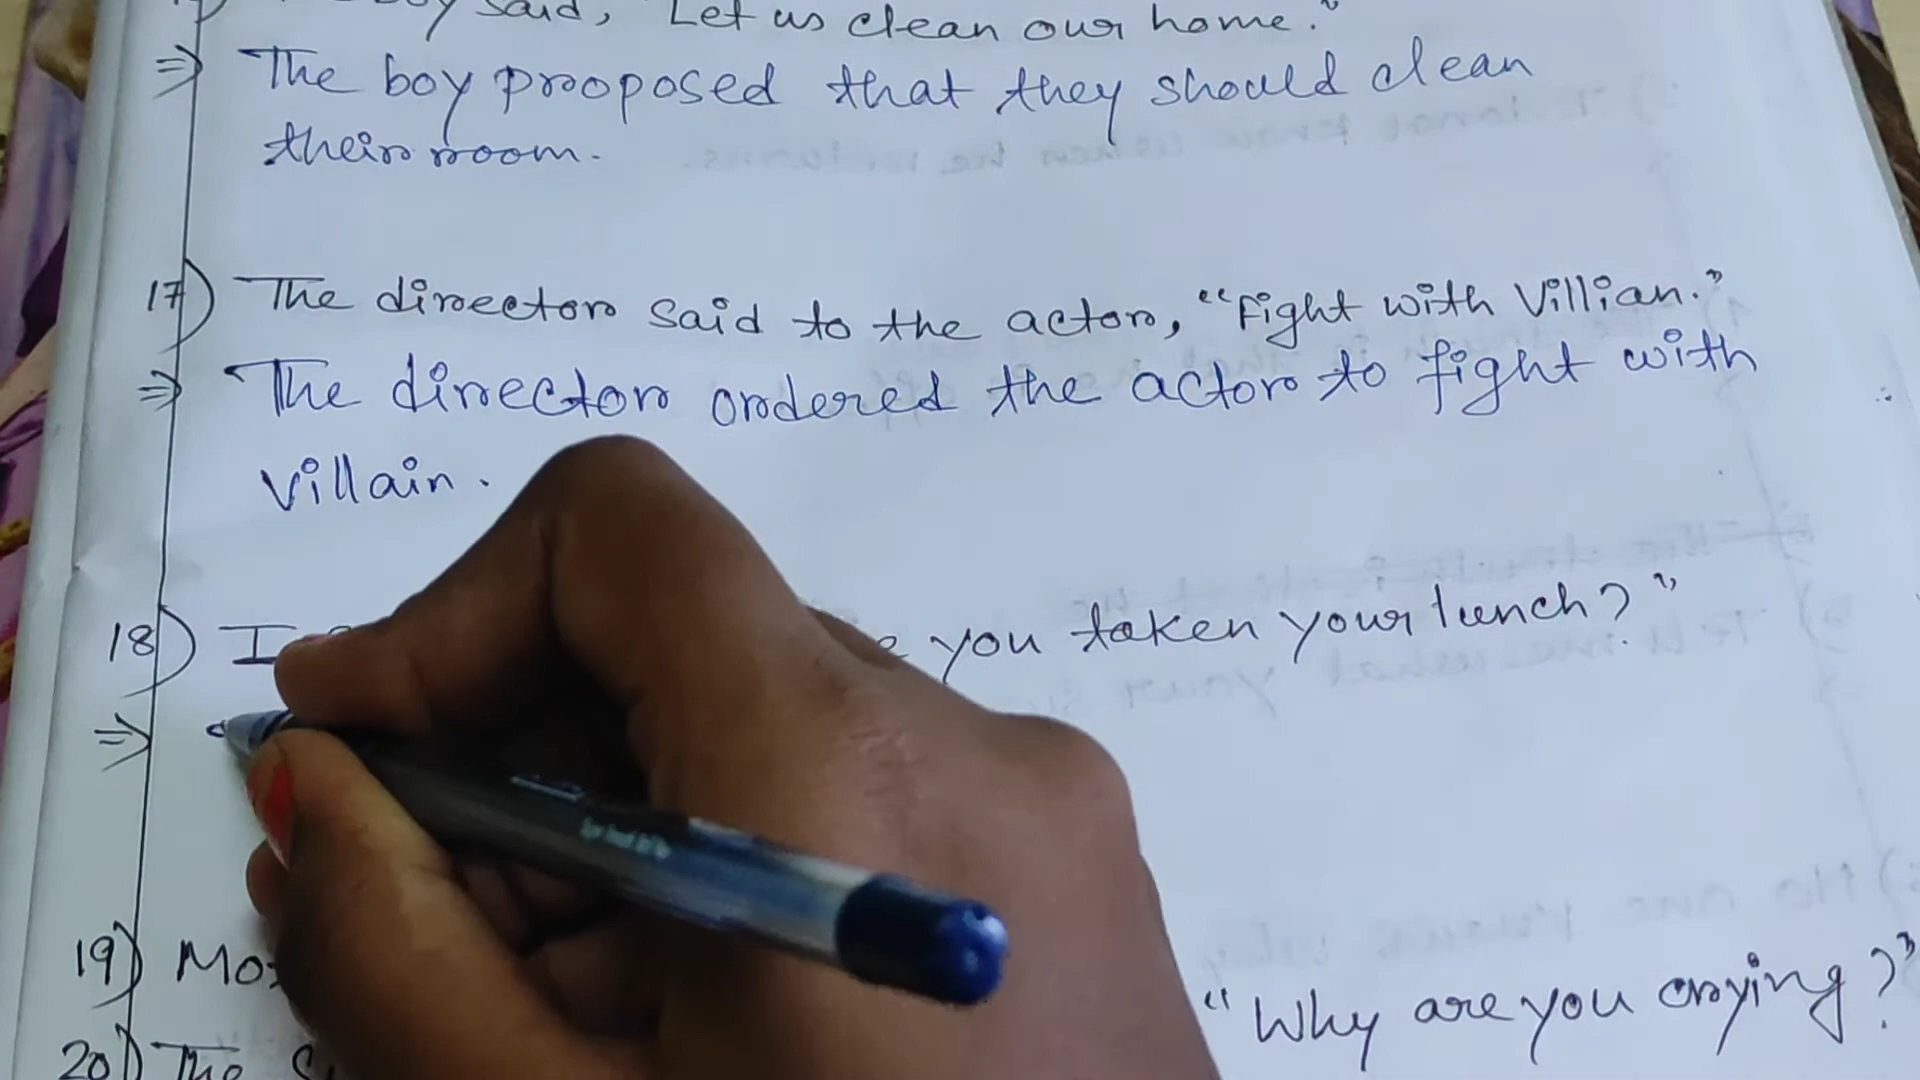 said, "Let us clean our home."
⇒ The boy proposed that they should clean
their room.
17) The director said to the actor, "Fight with Villian."
⇒ The director ordered the actor to fight with
Villain.
18) I you taken your lunch?"
⇒
19) "Why are you crying?"
20) The